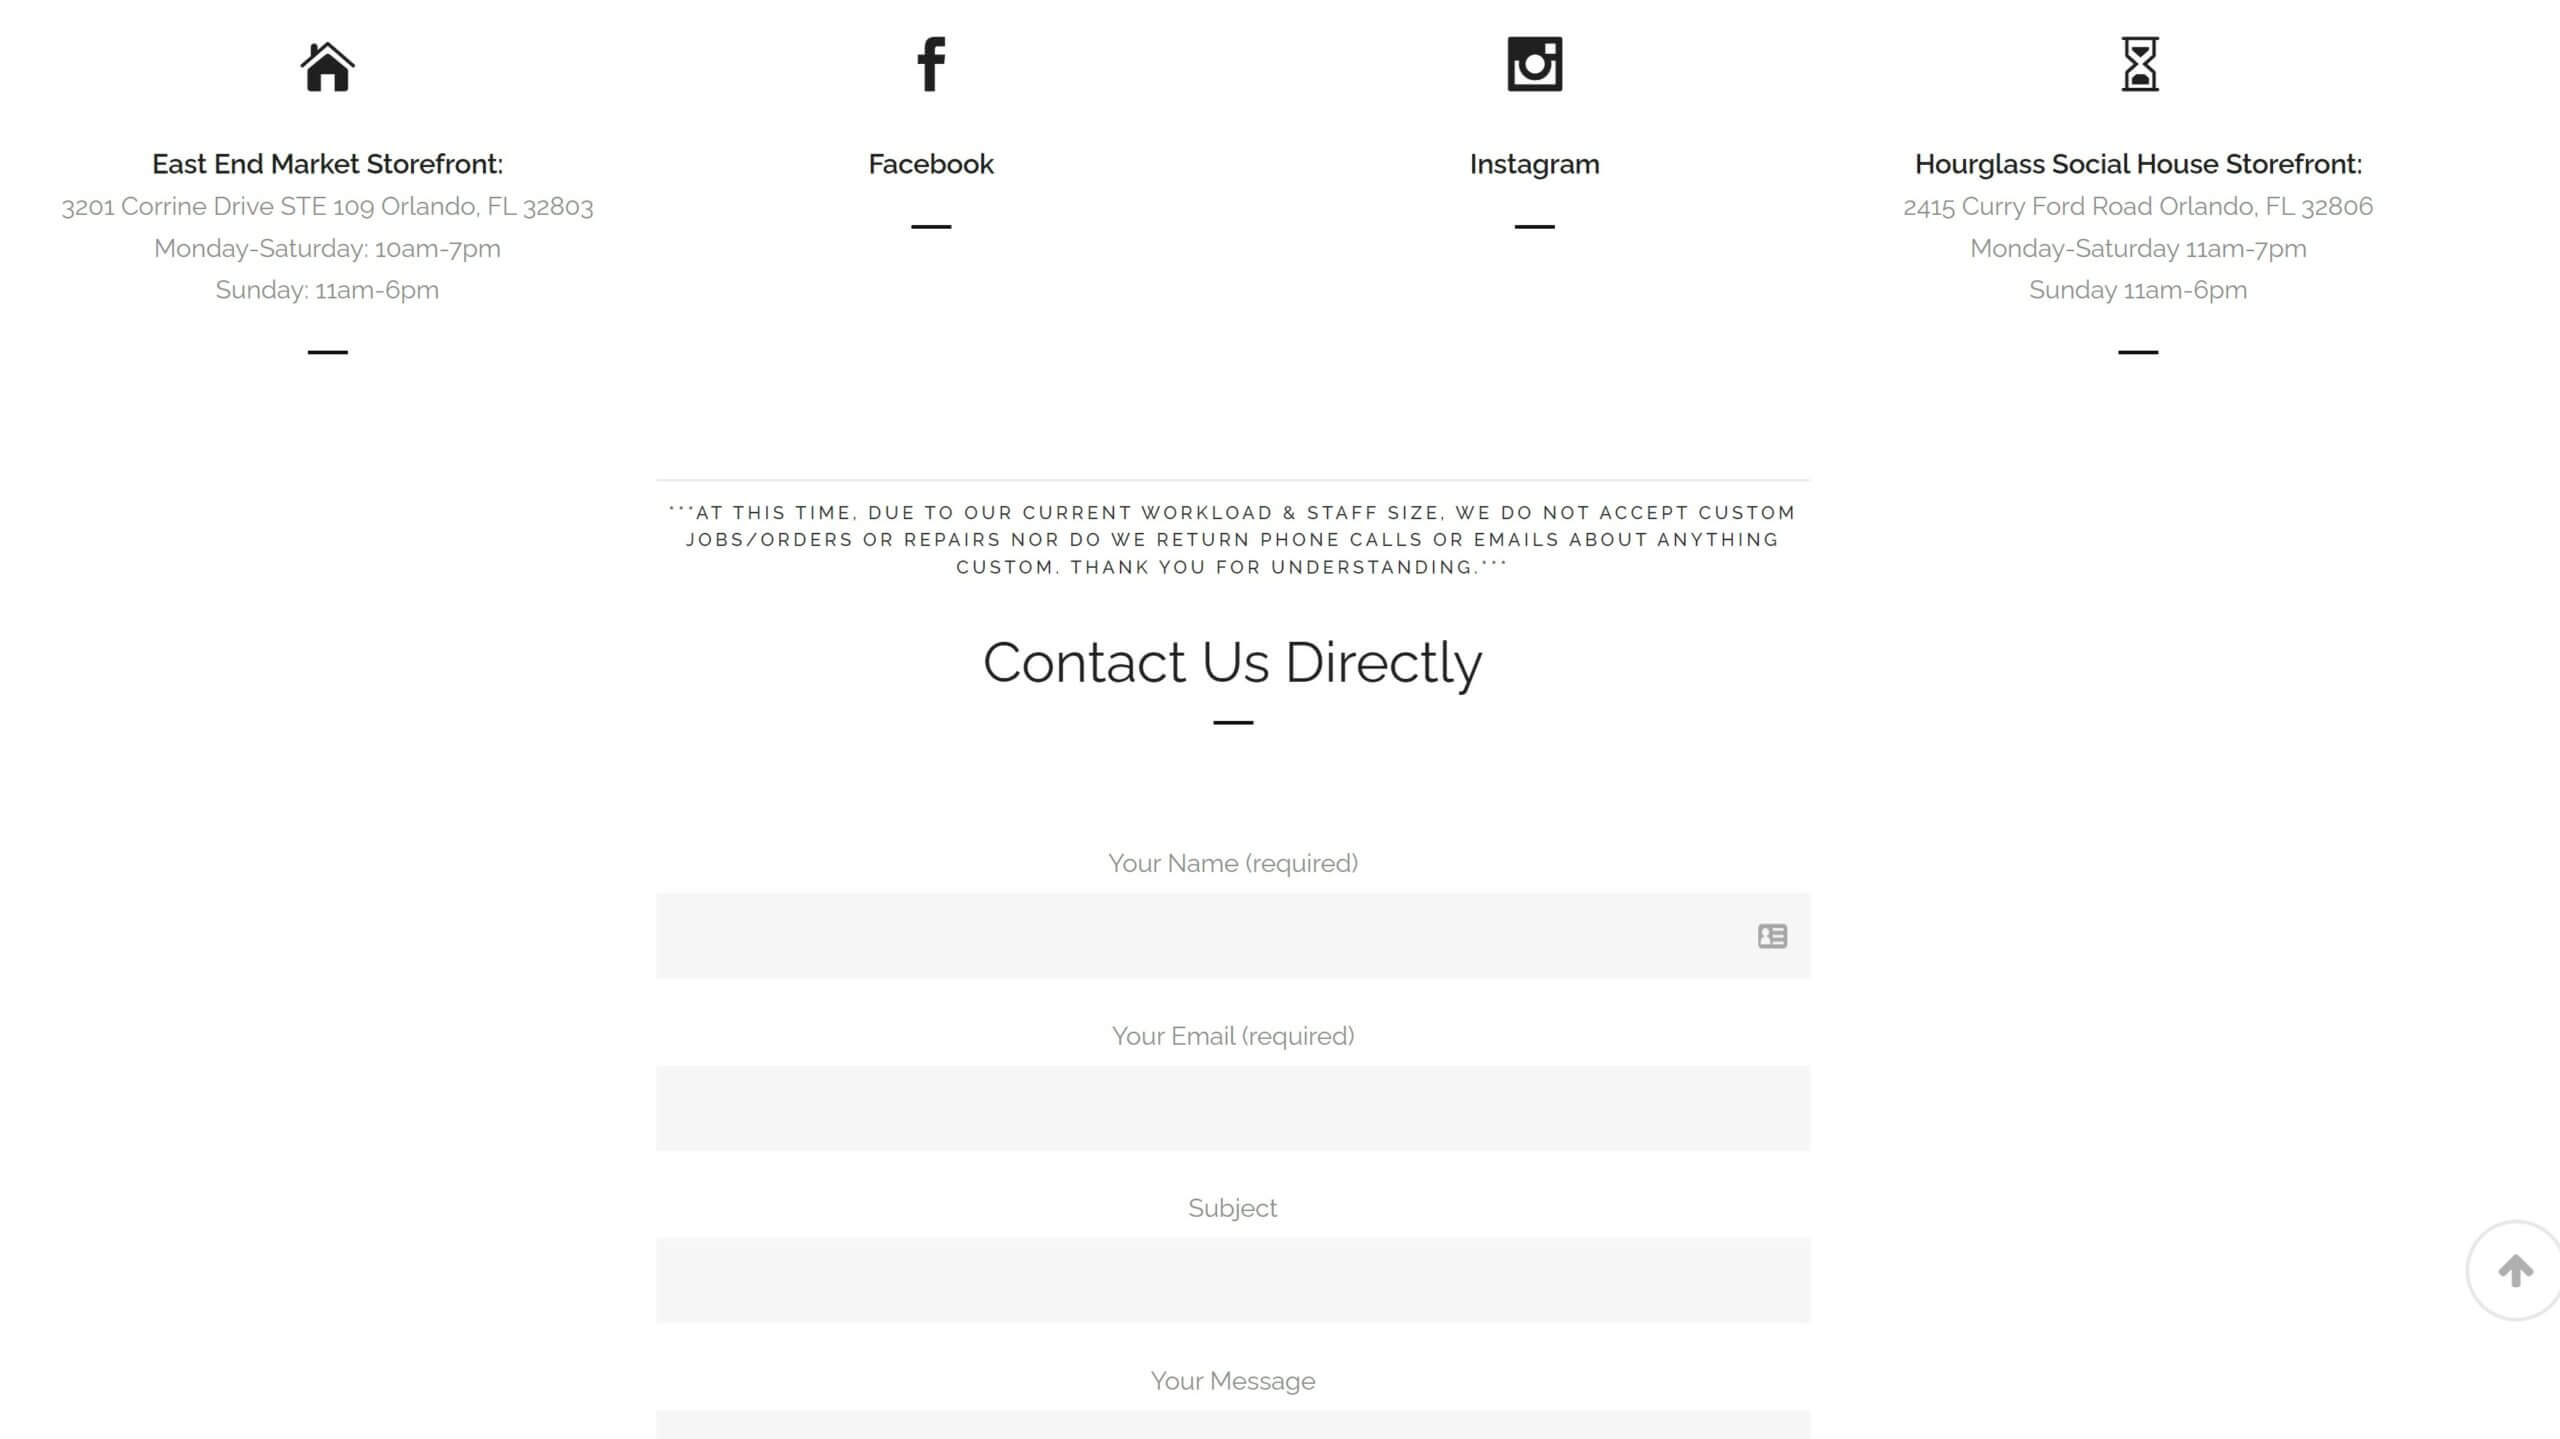 East End Market Storefront:
3201 Corrine Drive STE 109 Orlando, FL 32803
Monday-Saturday: 10am-7pm
Sunday: 11am-6pm
Facebook
Instagram
Hourglass Social House Storefront:
2415 Curry Ford Road Orlando, FL 32806
Monday-Saturday 11am-7pm
Sunday 11am-6pm
***AT THIS TIME, DUE TO OUR CURRENT WORKLOAD & STAFF SIZE, WE DO NOT ACCEPT CUSTOM
JOBS/ORDERS OR REPAIRS NOR DO WE RETURN PHONE CALLS OR EMAILS ABOUT ANYTHING
CUSTOM. THANK YOU FOR UNDERSTANDING.***
Contact Us Directly
Your Name (required)
Your Email (required)
Subject
Your Message